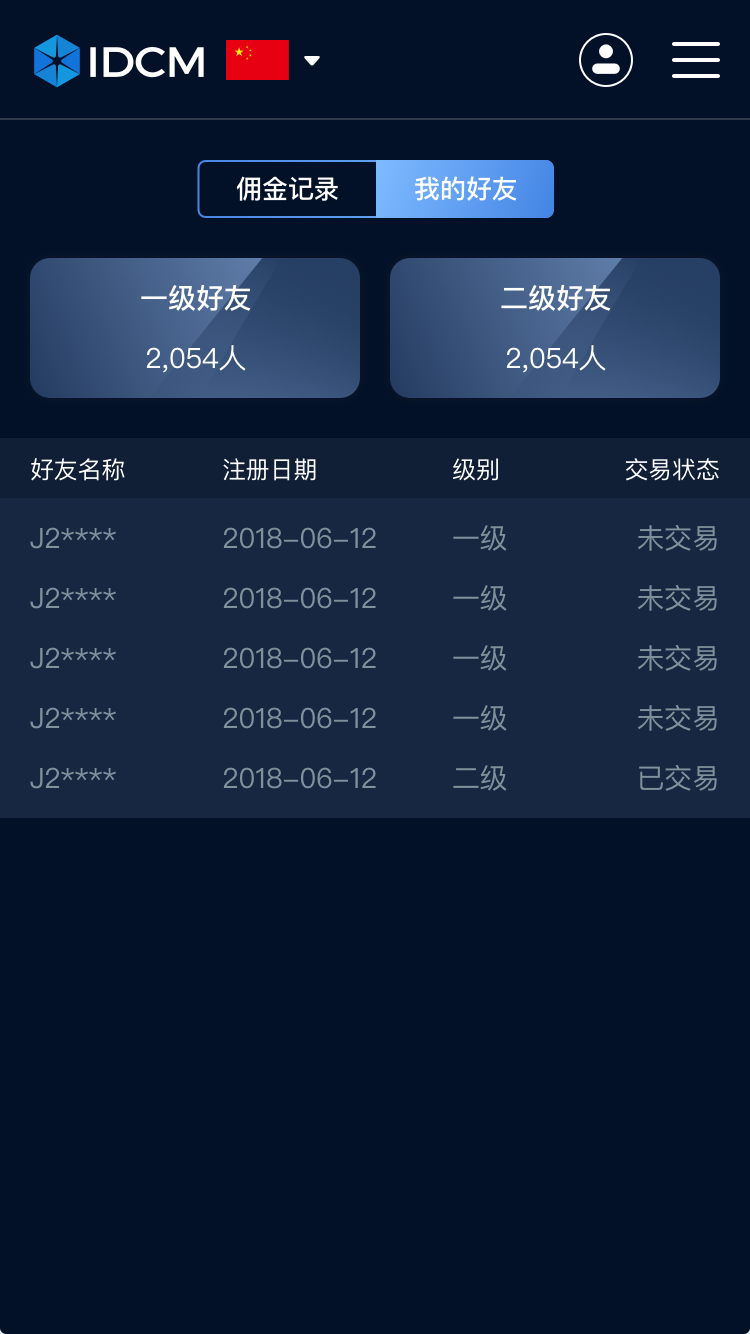 IDCM
佣金记录 我的好友
一级好友 二级好友
2,054人 2,054人
好友名称 注册日期 级别 交易状态
J2**** 2018-06-12 一级 未交易
J2**** 2018-06-12 一级 未交易
J2**** 2018-06-12 一级 未交易
J2**** 2018-06-12 一级 未交易
J2**** 2018-06-12 二级 已交易